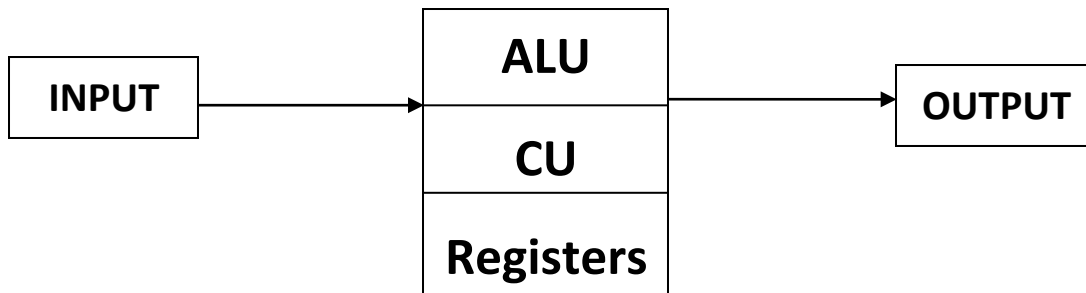 INPUT
ALU
CU
Registers
OUTPUT